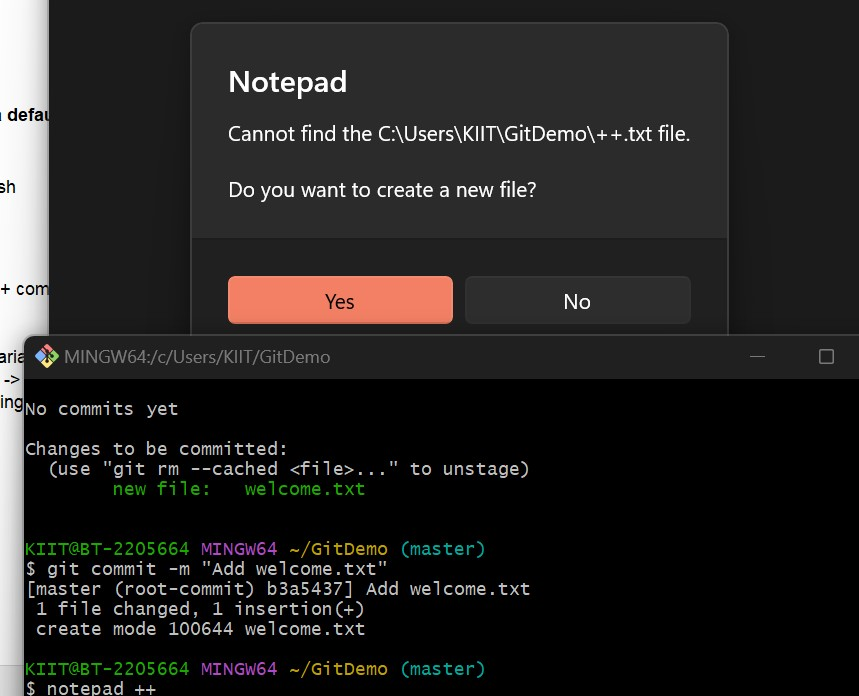 Notepad
Cannot find the C:\Users\KIIT\GitDemo\++.txt file.
Do you want to create a new file?
Yes No
defau
sh
+ com
aria
->
ing
MINGW64:/c/Users/KIIT/GitDemo
No commits yet
Changes to be committed:
  (use "git rm --cached <file>..." to unstage)
        new file:   welcome.txt
KIIT@BT-2205664 MINGW64 ~/GitDemo (master)
$ git commit -m "Add welcome.txt"
[master (root-commit) b3a5437] Add welcome.txt
 1 file changed, 1 insertion(+)
 create mode 100644 welcome.txt
KIIT@BT-2205664 MINGW64 ~/GitDemo (master)
$ notepad ++